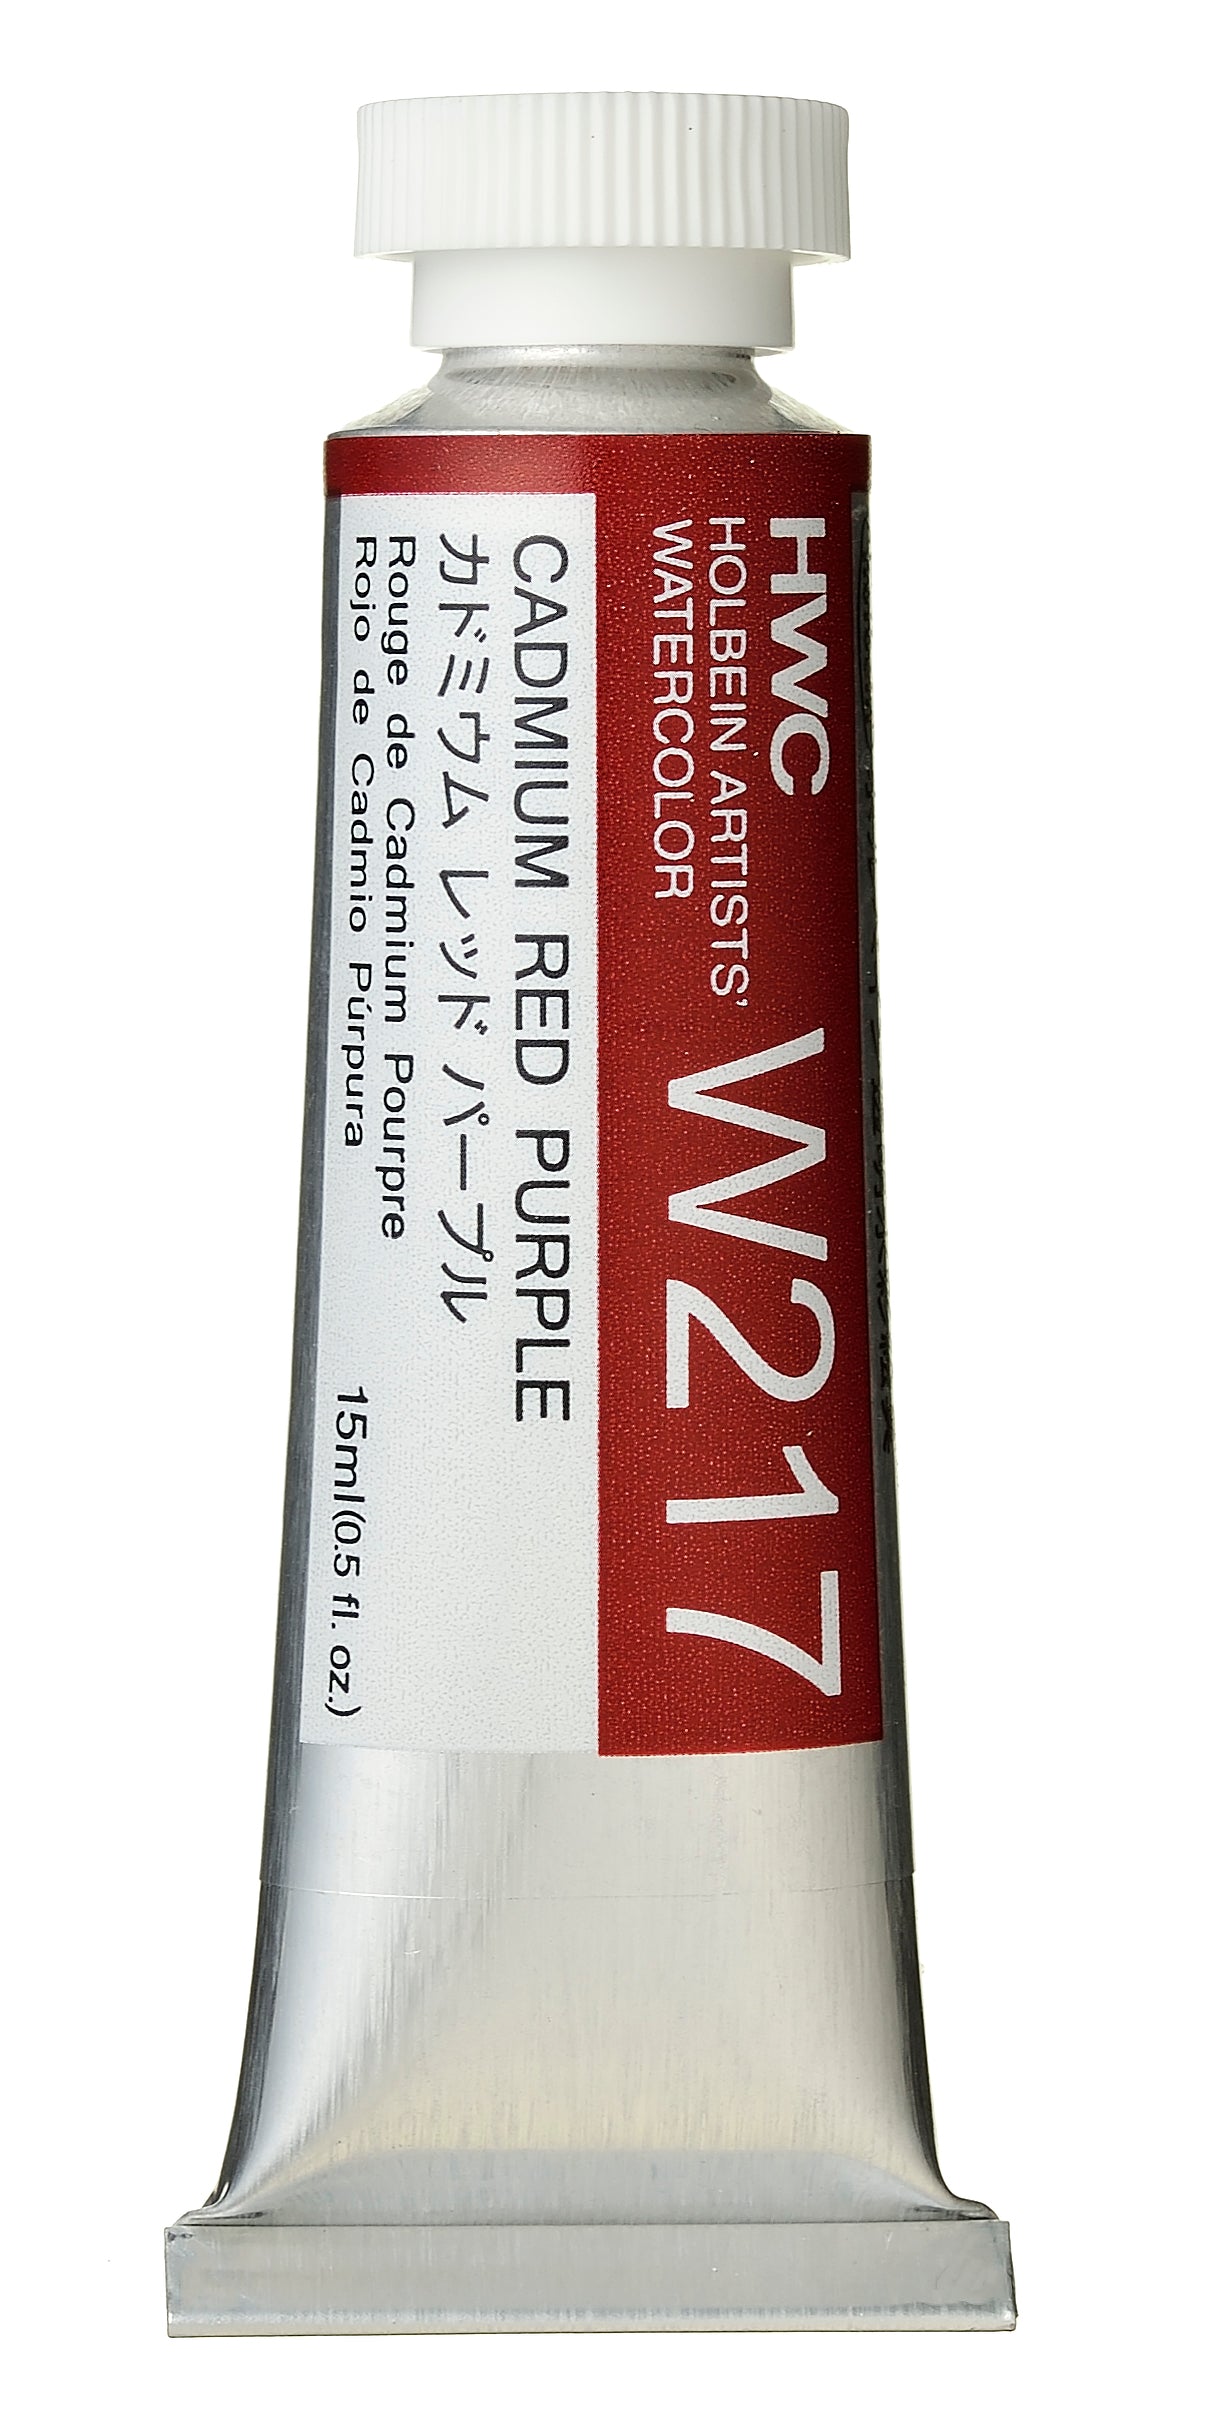 HWC
HOLBEIN ARTISTS'
WATERCOLOR
W217
CADMIUM RED PURPLE
カドミウム レッド パープル
Rouge de Cadmium Pourpre
Rojo de Cadmio Púrpura
15ml(0.5 fl. oz.)